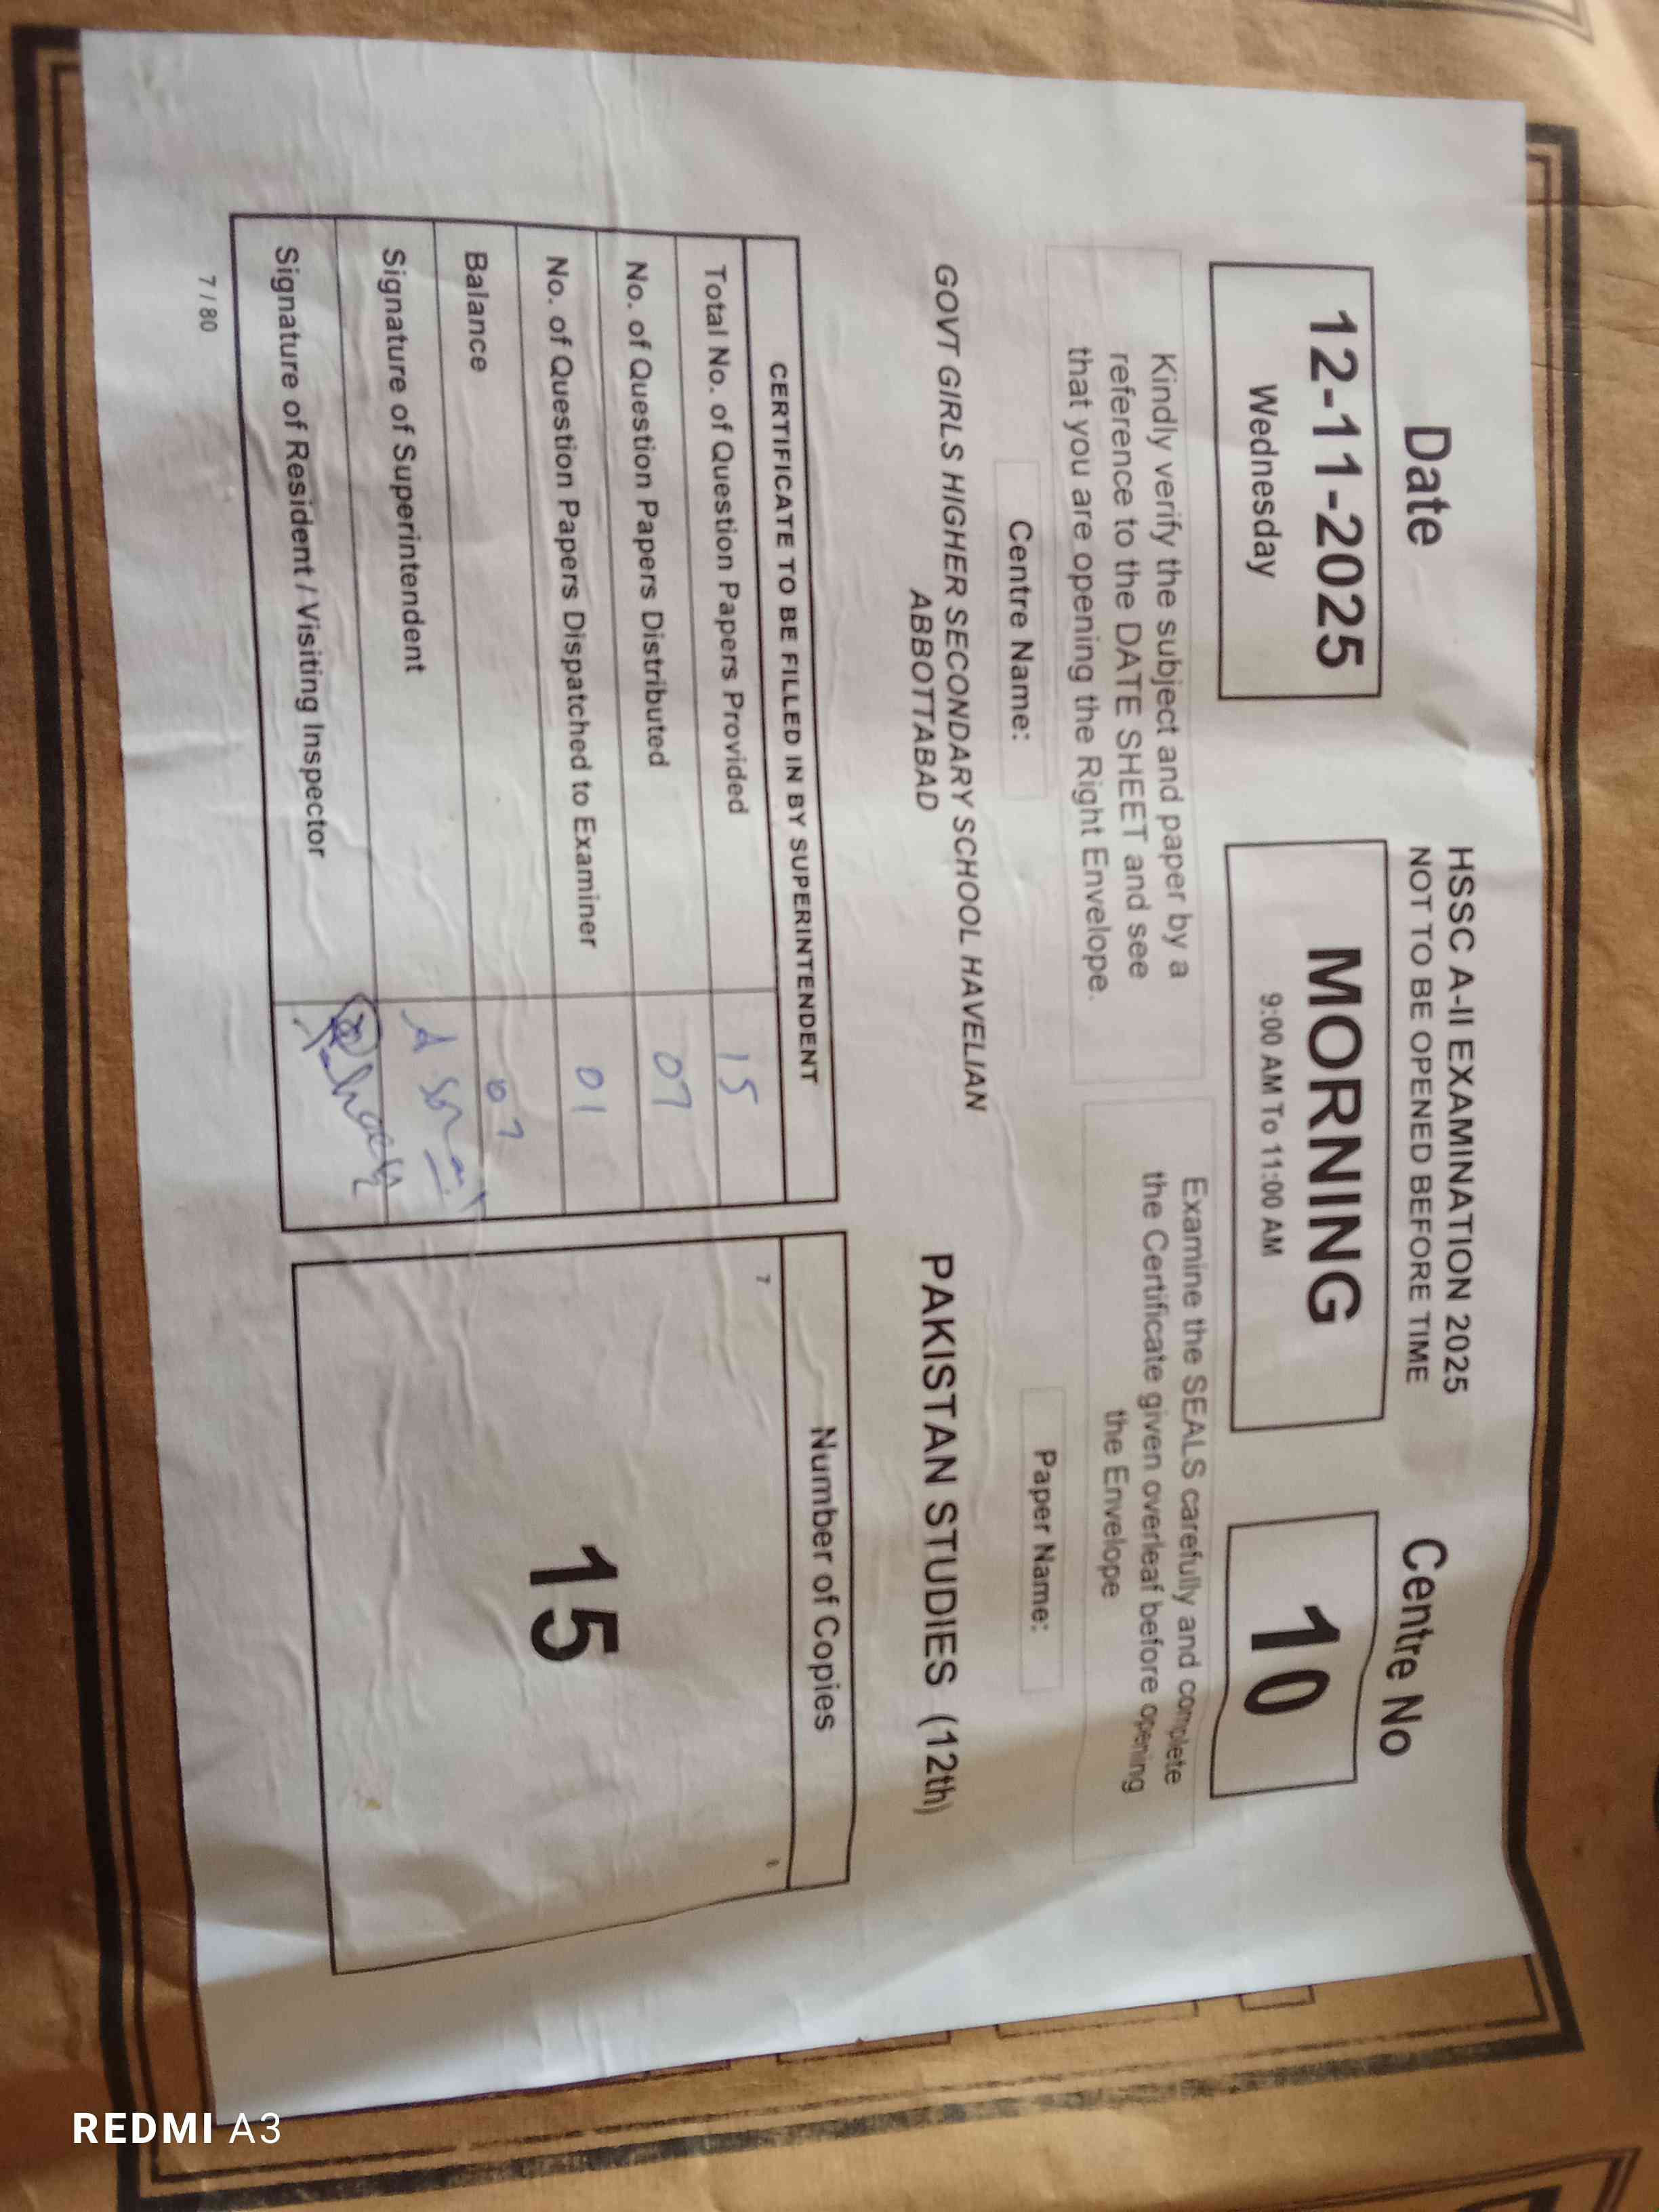 HSSC A-II EXAMINATION 2025
NOT TO BE OPENED BEFORE TIME
Date
Centre No
12-11-2025
Wednesday
MORNING
9:00 AM To 11:00 AM
10
Kindly verify the subject and paper by a
reference to the DATE SHEET and see
that you are opening the Right Envelope.
Examine the SEALS carefully and complete
the Certificate given overleaf before opening
the Envelope
Centre Name:
Paper Name:
GOVT GIRLS HIGHER SECONDARY SCHOOL HAVELIAN
ABBOTTABAD
PAKISTAN STUDIES (12th)
CERTIFICATE TO BE FILLED IN BY SUPERINTENDENT
Total No. of Question Papers Provided 15
No. of Question Papers Distributed 07
No. of Question Papers Dispatched to Examiner 01
Balance 07
Signature of Superintendent
Signature of Resident / Visiting Inspector
Number of Copies
7
15
7 / 80
REDMI A3